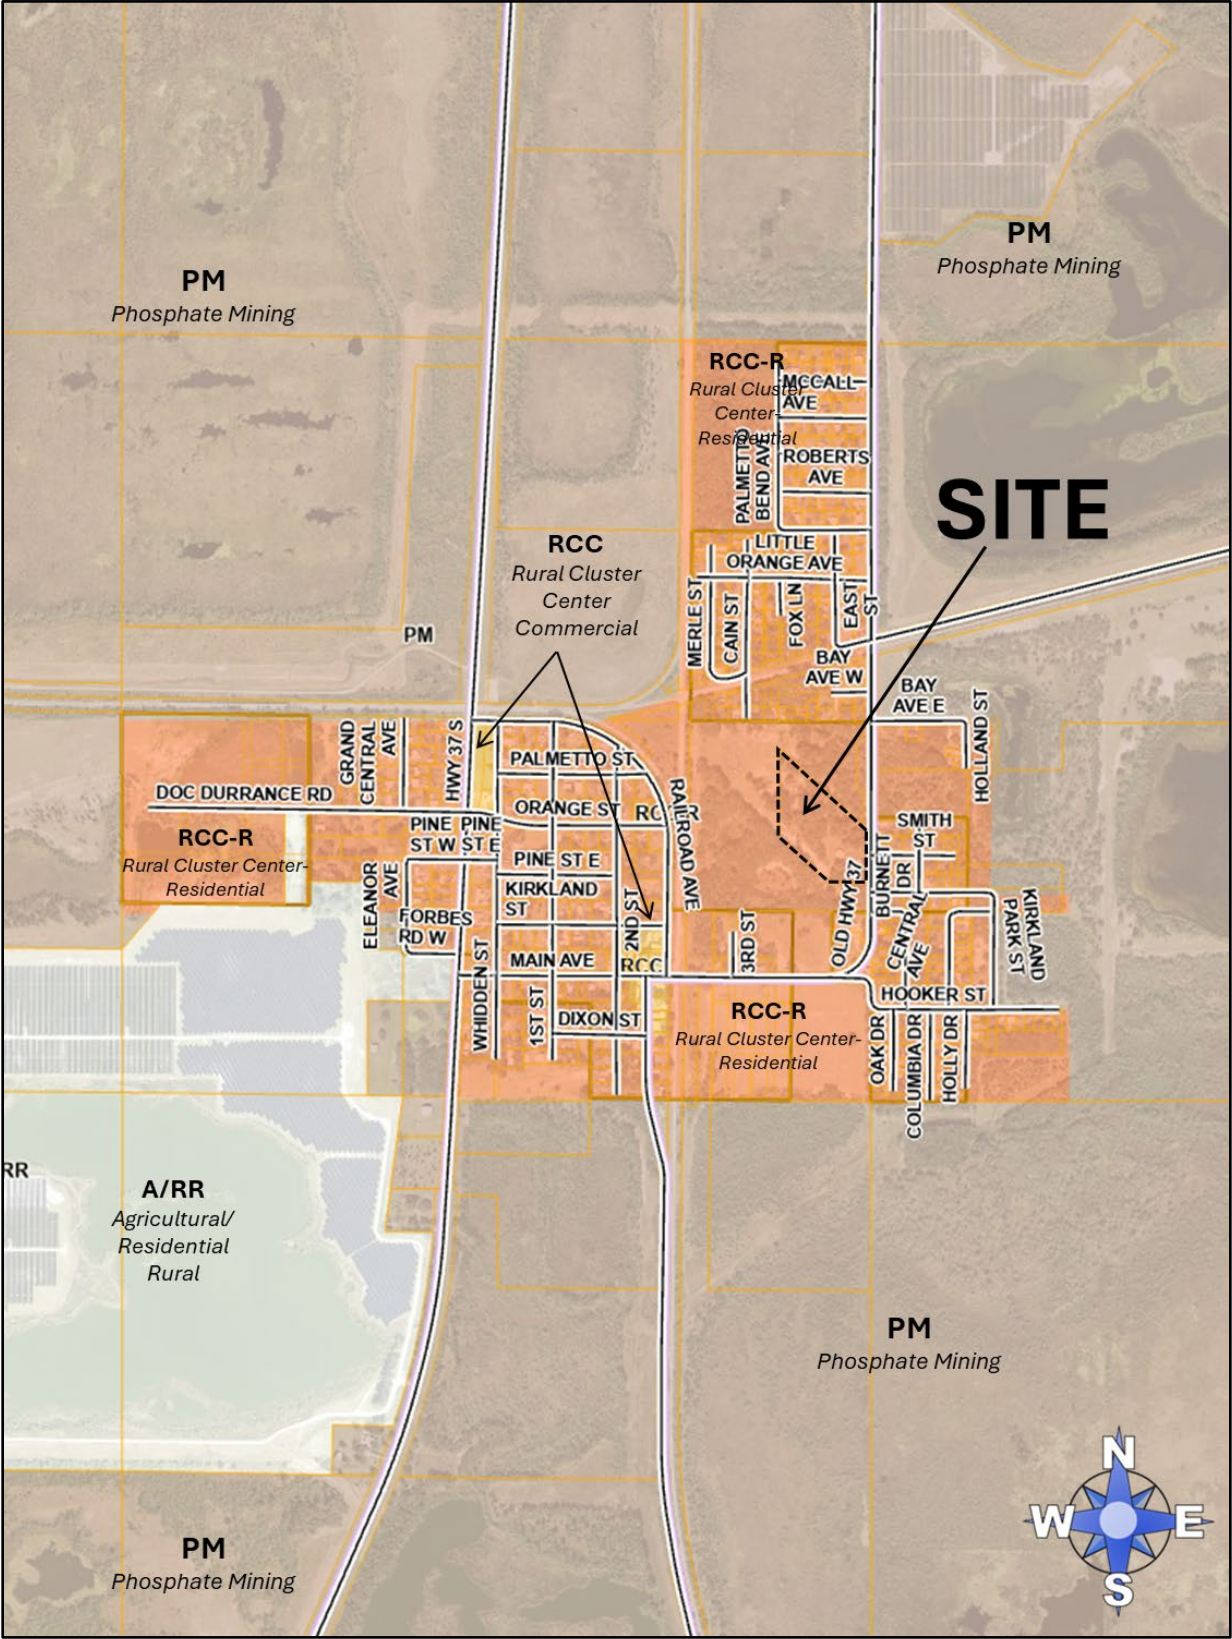 PM
Phosphate Mining
PM
Phosphate Mining
RCC-R
Rural Cluster
Center-
Residential
MCCALL
AVE
PALMETTO
BEND AVE
ROBERTS
AVE
SITE
RCC
Rural Cluster
Center
Commercial
LITTLE
ORANGE AVE
MERLE ST
CAIN ST
FOX LN
EAST
ST
PM
BAY
AVE W
BAY
AVE E
HOLLAND ST
GRAND
CENTRAL
AVE
HWY 37 S
PALMETTO ST
DOC DURRANCE RD
ORANGE ST
RAILROAD AVE
PINE
ST W
PINE
ST E
SMITH
ST
RCC-R
Rural Cluster Center-
Residential
PINE ST E
KIRKLAND
ST
ELEANOR
AVE
FORBES
RD W
2ND ST
OLD HWY 37
BURNETT
DR
CENTRAL
AVE
KIRKLAND
PARK ST
3RD ST
MAIN AVE
RCC
WHIDDEN ST
1ST ST
DIXON ST
HOOKER ST
RCC-R
Rural Cluster Center-
Residential
OAK DR
COLUMBIA DR
HOLLY DR
RR
A/RR
Agricultural/
Residential
Rural
PM
Phosphate Mining
PM
Phosphate Mining
N
W E
S